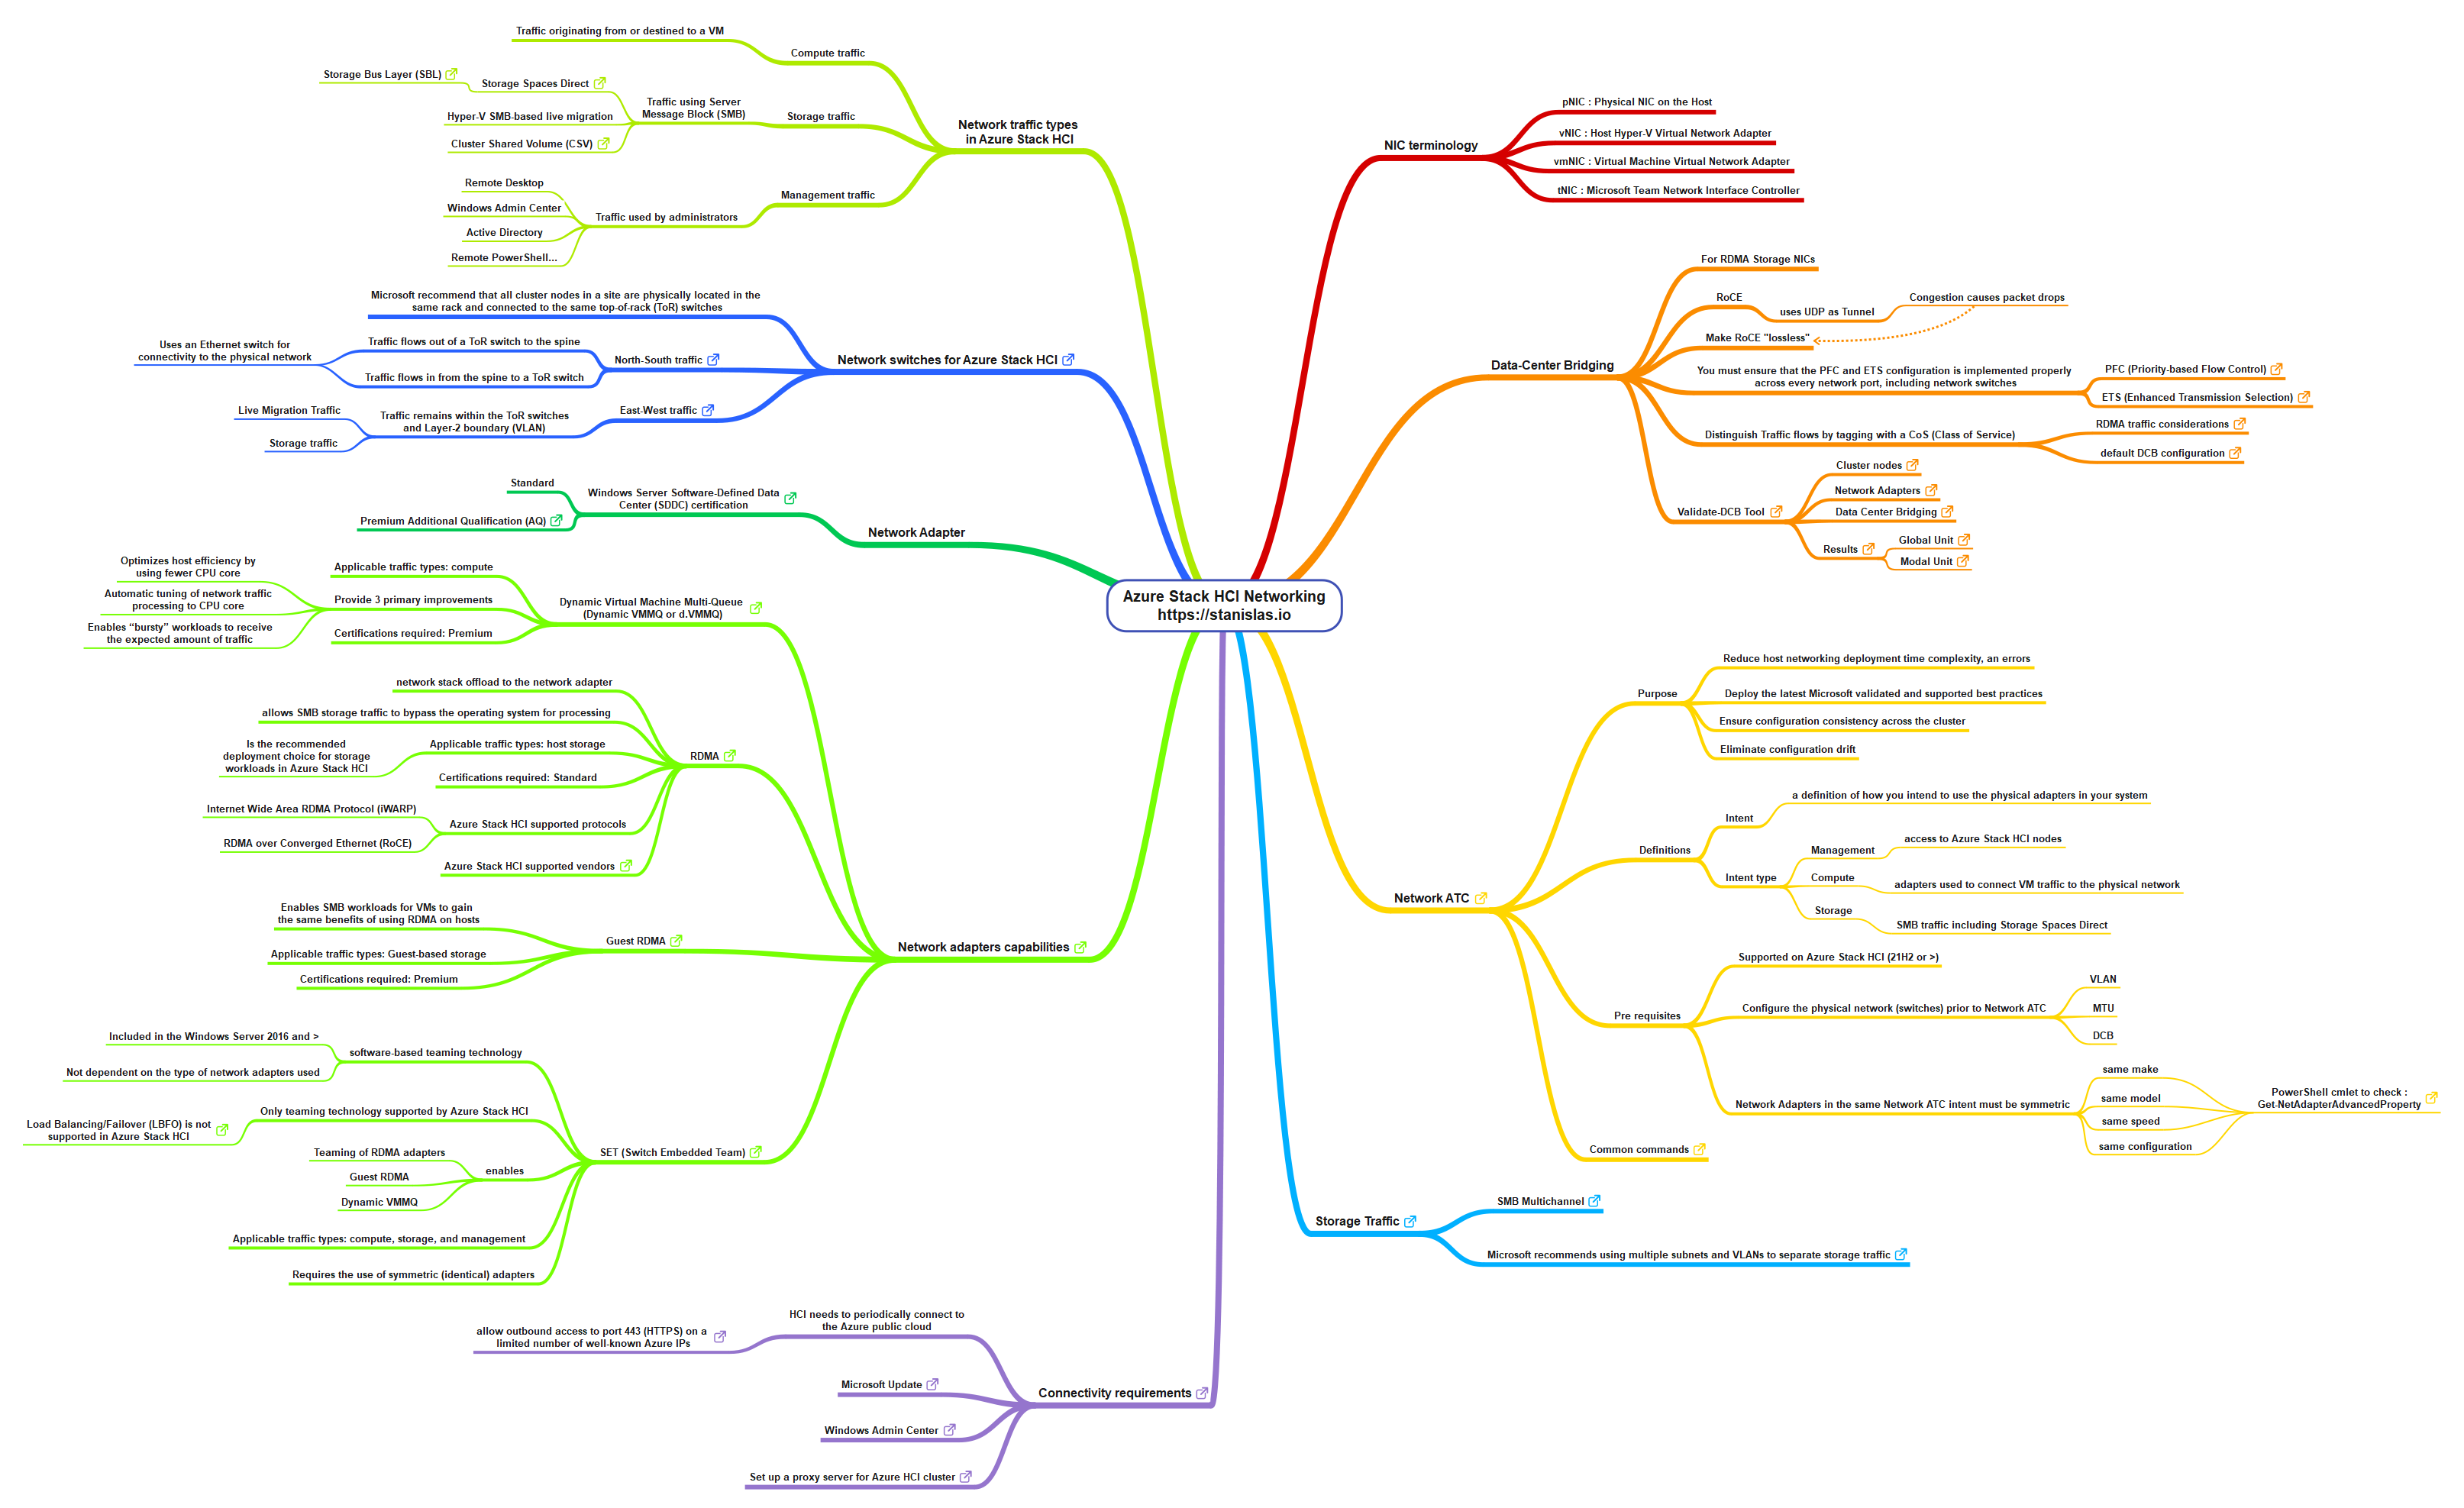 Azure Stack HCI Networking
https://stanislas.io
Network traffic types
in Azure Stack HCI
Compute traffic
Traffic originating from or destined to a VM
Storage traffic
Traffic using Server
Message Block (SMB)
Storage Spaces Direct
Storage Bus Layer (SBL)
Hyper-V SMB-based live migration
Cluster Shared Volume (CSV)
Management traffic
Traffic used by administrators
Remote Desktop
Windows Admin Center
Active Directory
Remote PowerShell...
Network switches for Azure Stack HCI
Microsoft recommend that all cluster nodes in a site are physically located in the
same rack and connected to the same top-of-rack (ToR) switches
North-South traffic
Traffic flows out of a ToR switch to the spine
Traffic flows in from the spine to a ToR switch
Uses an Ethernet switch for
connectivity to the physical network
East-West traffic
Traffic remains within the ToR switches
and Layer-2 boundary (VLAN)
Live Migration Traffic
Storage traffic
Network Adapter
Windows Server Software-Defined Data
Center (SDDC) certification
Standard
Premium Additional Qualification (AQ)
Network adapters capabilities
Dynamic Virtual Machine Multi-Queue
(Dynamic VMMQ or d.VMMQ)
Applicable traffic types: compute
Provide 3 primary improvements
Optimizes host efficiency by
using fewer CPU core
Automatic tuning of network traffic
processing to CPU core
Enables “bursty” workloads to receive
the expected amount of traffic
Certifications required: Premium
RDMA
network stack offload to the network adapter
allows SMB storage traffic to bypass the operating system for processing
Applicable traffic types: host storage
Is the recommended
deployment choice for storage
workloads in Azure Stack HCI
Certifications required: Standard
Azure Stack HCI supported protocols
Internet Wide Area RDMA Protocol (iWARP)
RDMA over Converged Ethernet (RoCE)
Azure Stack HCI supported vendors
Guest RDMA
Enables SMB workloads for VMs to gain
the same benefits of using RDMA on hosts
Applicable traffic types: Guest-based storage
Certifications required: Premium
SET (Switch Embedded Team)
software-based teaming technology
Included in the Windows Server 2016 and >
Not dependent on the type of network adapters used
Only teaming technology supported by Azure Stack HCI
Load Balancing/Failover (LBFO) is not
supported in Azure Stack HCI
enables
Teaming of RDMA adapters
Guest RDMA
Dynamic VMMQ
Applicable traffic types: compute, storage, and management
Requires the use of symmetric (identical) adapters
Connectivity requirements
HCI needs to periodically connect to
the Azure public cloud
allow outbound access to port 443 (HTTPS) on a
limited number of well-known Azure IPs
Microsoft Update
Windows Admin Center
Set up a proxy server for Azure HCI cluster
NIC terminology
pNIC : Physical NIC on the Host
vNIC : Host Hyper-V Virtual Network Adapter
vmNIC : Virtual Machine Virtual Network Adapter
tNIC : Microsoft Team Network Interface Controller
Data-Center Bridging
For RDMA Storage NICs
RoCE
uses UDP as Tunnel
Congestion causes packet drops
Make RoCE "lossless"
You must ensure that the PFC and ETS configuration is implemented properly
across every network port, including network switches
PFC (Priority-based Flow Control)
ETS (Enhanced Transmission Selection)
Distinguish Traffic flows by tagging with a CoS (Class of Service)
RDMA traffic considerations
default DCB configuration
Validate-DCB Tool
Cluster nodes
Network Adapters
Data Center Bridging
Results
Global Unit
Modal Unit
Network ATC
Purpose
Reduce host networking deployment time complexity, an errors
Deploy the latest Microsoft validated and supported best practices
Ensure configuration consistency across the cluster
Eliminate configuration drift
Definitions
Intent
a definition of how you intend to use the physical adapters in your system
Intent type
Management
access to Azure Stack HCI nodes
Compute
adapters used to connect VM traffic to the physical network
Storage
SMB traffic including Storage Spaces Direct
Pre requisites
Supported on Azure Stack HCI (21H2 or >)
Configure the physical network (switches) prior to Network ATC
VLAN
MTU
DCB
Network Adapters in the same Network ATC intent must be symmetric
same make
same model
same speed
same configuration
PowerShell cmlet to check :
Get-NetAdapterAdvancedProperty
Common commands
Storage Traffic
SMB Multichannel
Microsoft recommends using multiple subnets and VLANs to separate storage traffic